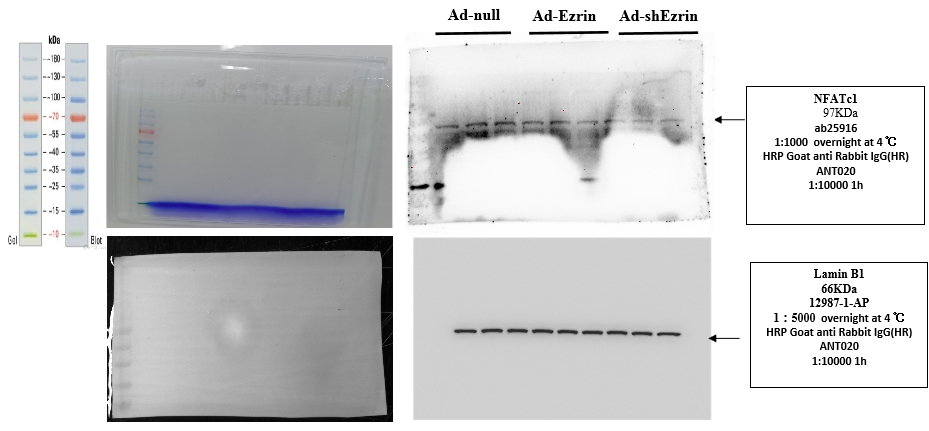 Ad-null Ad-Ezrin Ad-shEzrin
kDa
180
130
100
70
55
40
35
25
15
10
Gel Blot
NFATc1
97KDa
ab25916
1:1000 overnight at 4 ℃
HRP Goat anti Rabbit IgG(HR)
ANT020
1:10000 1h
Lamin B1
66KDa
12987-1-AP
1：5000 overnight at 4 ℃
HRP Goat anti Rabbit IgG(HR)
ANT020
1:10000 1h